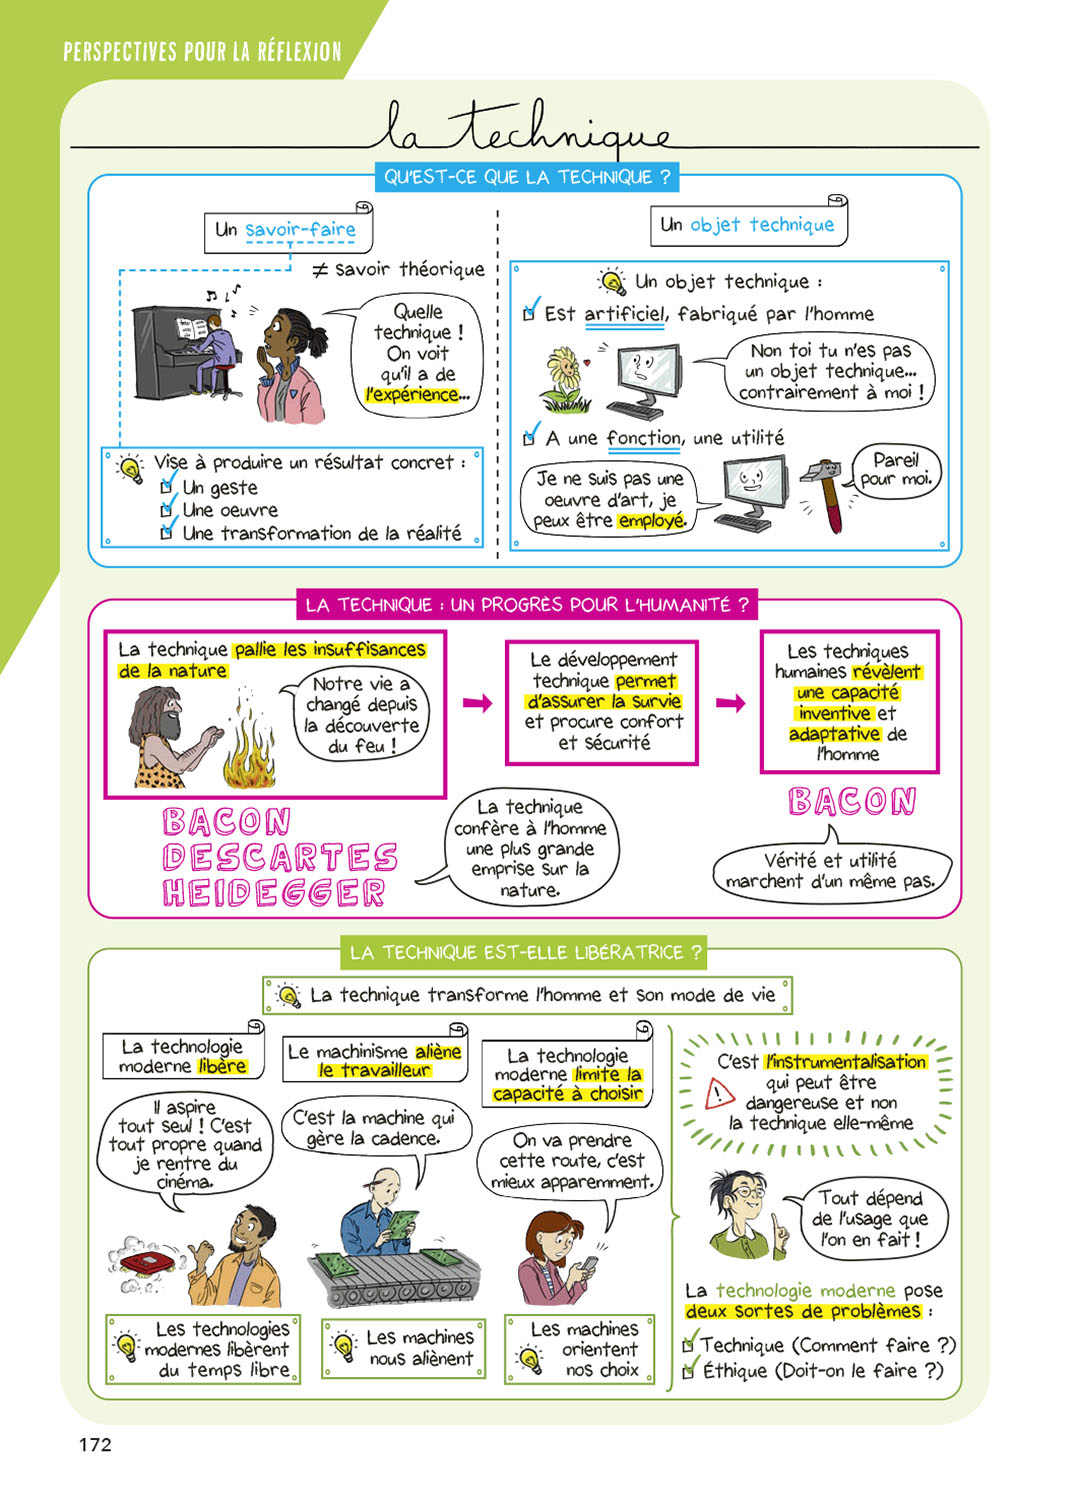 PERSPECTIVES POUR LA RÉFLEXION
la technique
QU'EST-CE QUE LA TECHNIQUE ?
Un savoir-faire
≠ savoir théorique
Quelle
technique !
On voit
qu'il a de
l'expérience...
Vise à produire un résultat concret :
Un geste
Une oeuvre
Une transformation de la réalité
Un objet technique
Un objet technique :
Est artificiel, fabriqué par l'homme
Non toi tu n'es pas
un objet technique...
contrairement à moi !
A une fonction, une utilité
Je ne suis pas une
oeuvre d'art, je
peux être employé.
Pareil
pour moi.
LA TECHNIQUE : UN PROGRÈS POUR L'HUMANITÉ ?
La technique pallie les insuffisances
de la nature
Notre vie a
changé depuis
la découverte
du feu !
Le développement
technique permet
d'assurer la survie
et procure confort
et sécurité
Les techniques
humaines révèlent
une capacité
inventive et
adaptative de
l'homme
BACON
DESCARTES
HEIDEGGER
La technique
confère à l'homme
une plus grande
emprise sur la
nature.
BACON
Vérité et utilité
marchent d'un même pas.
LA TECHNIQUE EST-ELLE LIBÉRATRICE ?
La technique transforme l'homme et son mode de vie
La technologie
moderne libère
Il aspire
tout seul ! C'est
tout propre quand
je rentre du
cinéma.
Les technologies
modernes libèrent
du temps libre
Le machinisme aliène
le travailleur
C'est la machine qui
gère la cadence.
Les machines
nous aliènent
La technologie
moderne limite la
capacité à choisir
On va prendre
cette route, c'est
mieux apparemment.
Les machines
orientent
nos choix
C'est l'instrumentalisation
qui peut être
dangereuse et non
la technique elle-même
!
Tout dépend
de l'usage que
l'on en fait !
La technologie moderne pose
deux sortes de problèmes :
Technique (Comment faire ?)
Éthique (Doit-on le faire ?)
172